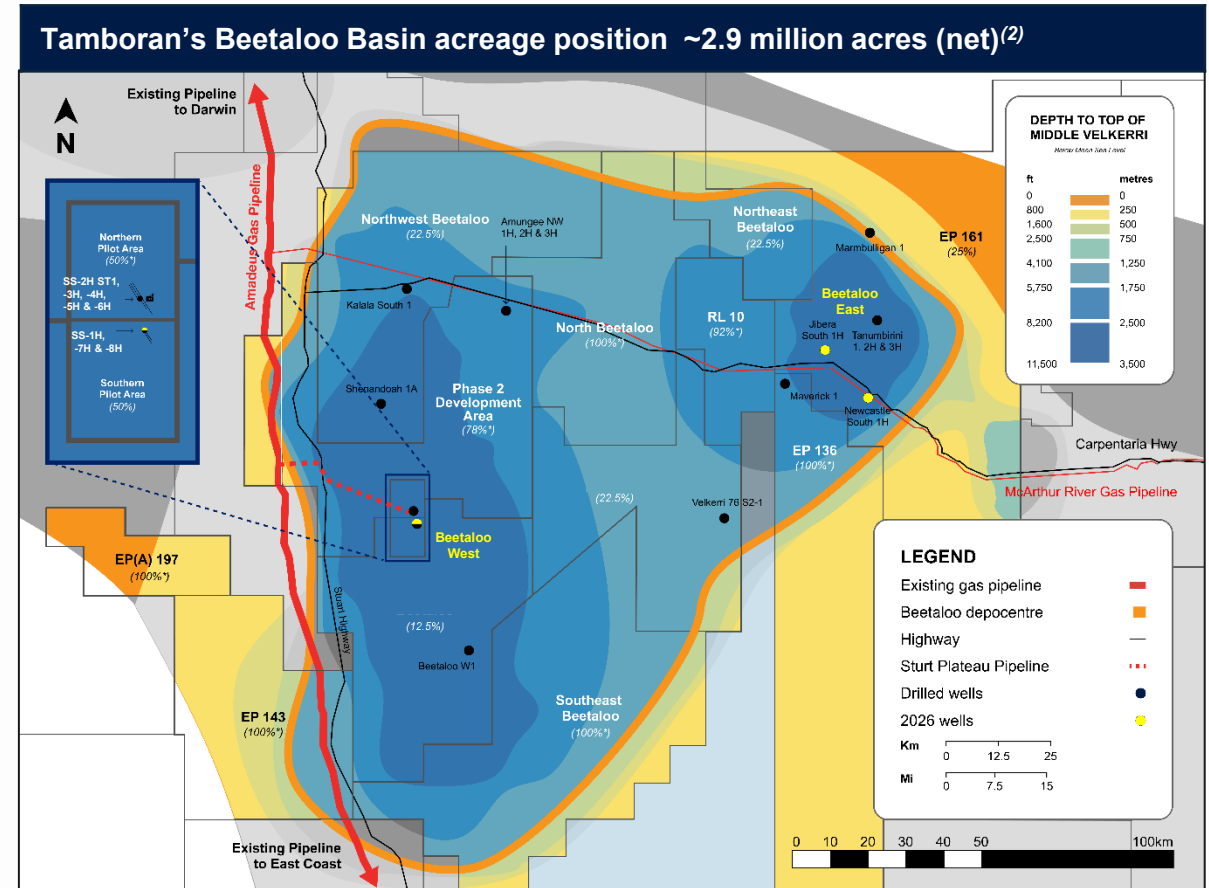 Tamboran's Beetaloo Basin acreage position ~2.9 million acres (net)(2)
Existing Pipeline
to Darwin
N
Amadeus Gas Pipeline
Northern
Pilot Area
(50%*)
SS-2H ST1,
-3H, -4H,
-5H & -6H
SS-1H,
-7H & -8H
Southern
Pilot Area
(50%)
Northwest Beetaloo
(22.5%)
Amungee NW
1H, 2H & 3H
Kalala South 1
Shenandoah 1A
Phase 2
Development
Area
(78%*)
North Beetaloo
(100%*)
Northeast
Beetaloo
(22.5%)
Marmbulligan 1
EP 161
(25%)
RL 10
(92%*)
Beetaloo
East
Jibera
South 1H
Tanumbirini
1, 2H & 3H
Maverick 1
Newcastle
South 1H
EP 136
(100%*)
Carpentaria Hwy
McArthur River Gas Pipeline
(22.5%)
Velkerri 76 S2-1
Beetaloo
West
EP(A) 197
(100%*)
Stuart Highway
(12.5%)
Beetaloo W1
Southeast
Beetaloo
(100%*)
EP 143
(100%*)
Existing Pipeline
to East Coast
DEPTH TO TOP OF
MIDDLE VELKERRI
Below Mean Sea Level
ft metres
0 0
800 250
1,600 500
2,500 750
4,100 1,250
5,750 1,750
8,200 2,500
11,500 3,500
LEGEND
Existing gas pipeline
Beetaloo depocentre
Highway
Sturt Plateau Pipeline
Drilled wells
2026 wells
Km
0 12.5 25
Mi
0 7.5 15
0 10 20 30 40 50 100km